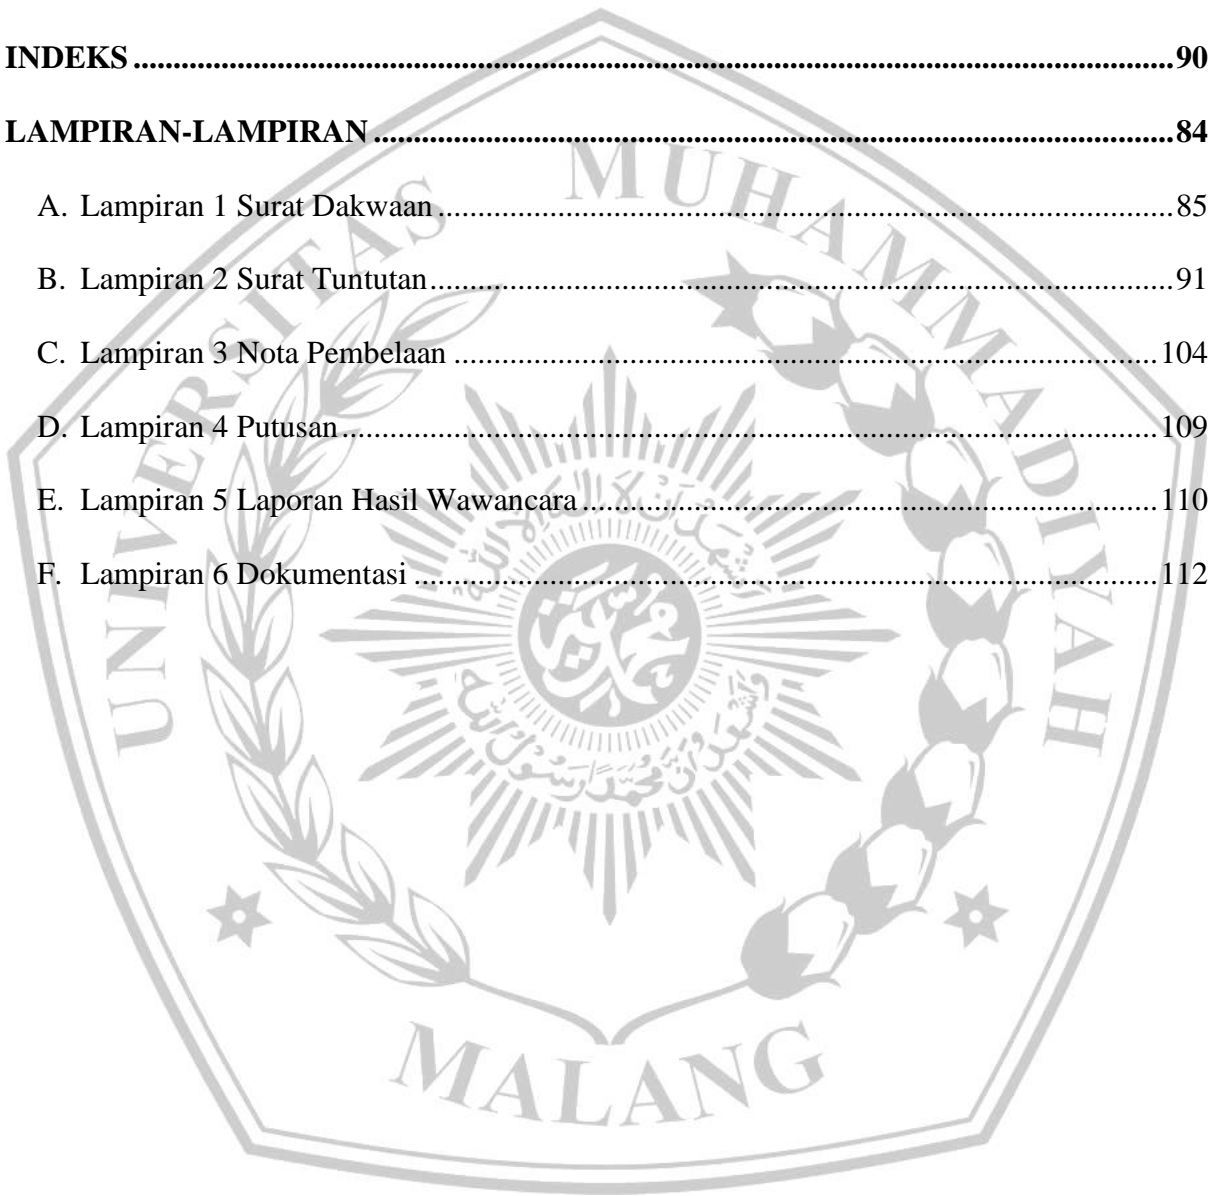 INDEKS ........................................ 90
LAMPIRAN-LAMPIRAN ........................................ 84
A. Lampiran 1 Surat Dakwaan ........................................ 85
B. Lampiran 2 Surat Tuntutan ........................................ 91
C. Lampiran 3 Nota Pembelaan ........................................ 104
D. Lampiran 4 Putusan ........................................ 109
E. Lampiran 5 Laporan Hasil Wawancara ........................................ 110
F. Lampiran 6 Dokumentasi ........................................ 112
UNIVERSITAS MUHAMMADIYAH
MALANG